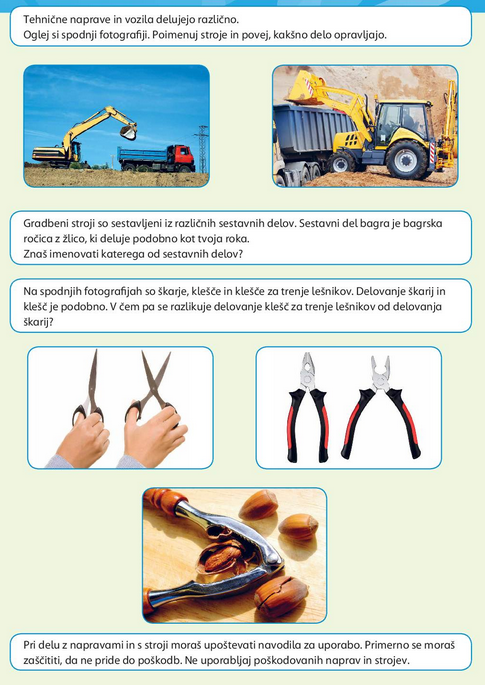 Tehnične naprave in vozila delujejo različno.
Oglej si spodnji fotografiji. Poimenuj stroje in povej, kakšno delo opravljajo.
Gradbeni stroji so sestavljeni iz različnih sestavnih delov. Sestavni del bagra je bagrska
ročica z žlico, ki deluje podobno kot tvoja roka.
Znaš imenovati katerega od sestavnih delov?
Na spodnjih fotografijah so škarje, klešče in klešče za trenje lešnikov. Delovanje škarij in
klešč je podobno. V čem pa se razlikuje delovanje klešč za trenje lešnikov od delovanja
škarij?
Pri delu z napravami in s stroji moraš upoštevati navodila za uporabo. Primerno se moraš
zaščititi, da ne pride do poškodb. Ne uporabljaj poškodovanih naprav in strojev.